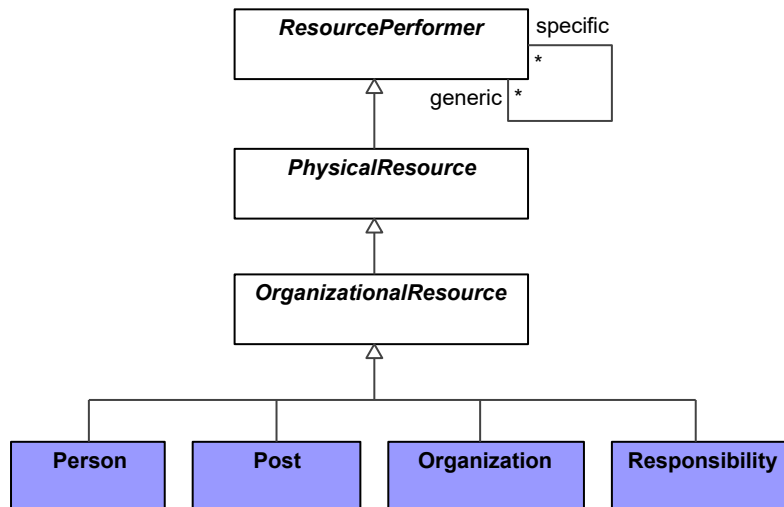 ResourcePerformer
specific
*
generic
*
PhysicalResource
OrganizationalResource
Person
Post
Organization
Responsibility